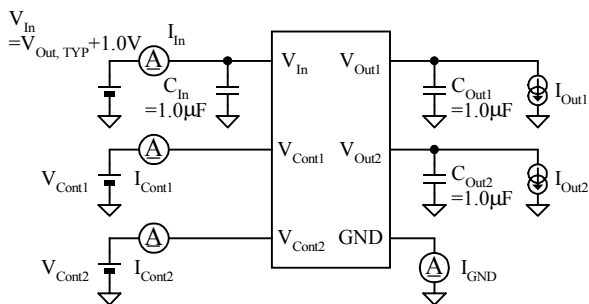 V_In
=V_Out, TYP+1.0V
I_In
A
C_In
=1.0µF
V_In
V_Out1
C_Out1
=1.0µF
I_Out1
V_Cont1
A
I_Cont1
V_Cont1
V_Out2
C_Out2
=1.0µF
I_Out2
V_Cont2
A
I_Cont2
V_Cont2
GND
A
I_GND